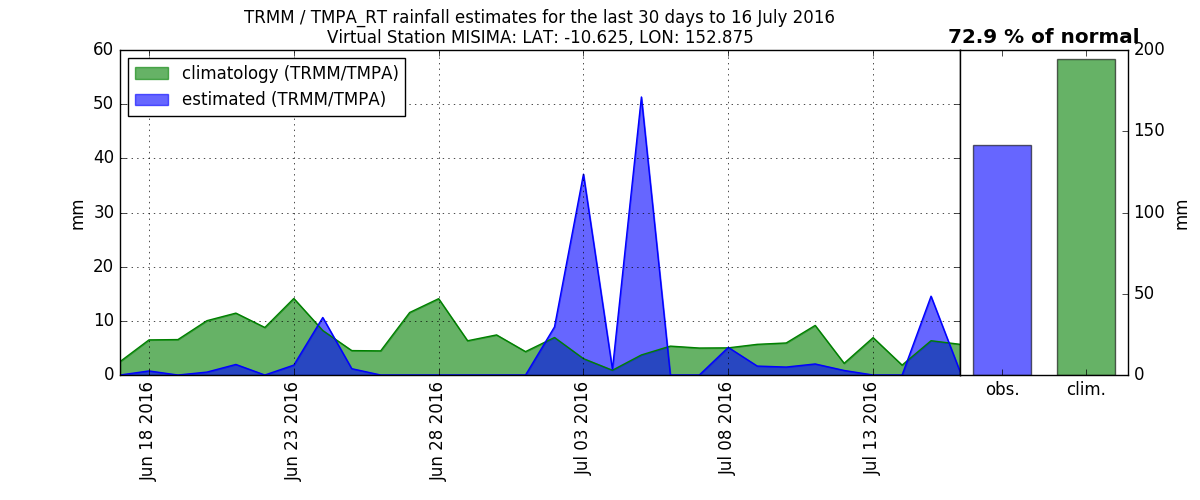 TRMM / TMPA_RT rainfall estimates for the last 30 days to 16 July 2016
Virtual Station MISIMA: LAT: -10.625, LON: 152.875
72.9 % of normal
climatology (TRMM/TMPA)
estimated (TRMM/TMPA)
60
50
40
30
20
10
0
mm
Jun 18 2016
Jun 23 2016
Jun 28 2016
Jul 03 2016
Jul 08 2016
Jul 13 2016
200
150
100
50
0
mm
obs.
clim.